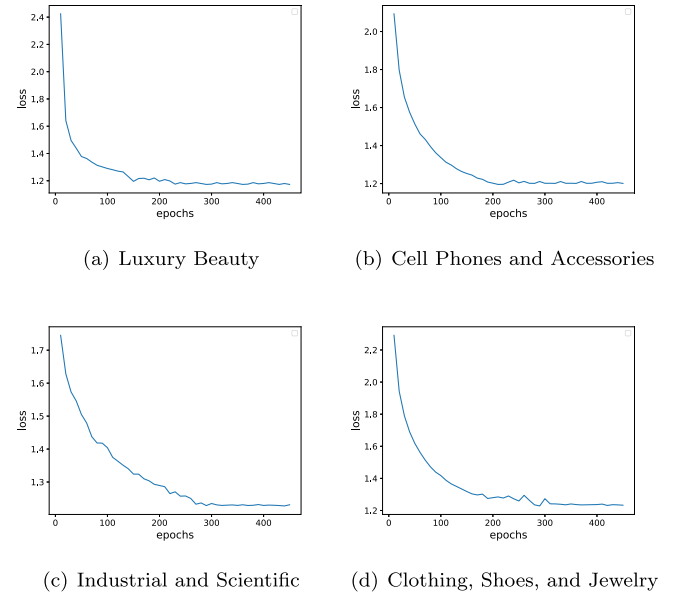 2.4
2.2
2.0
1.8
1.6
1.4
1.2
loss
0 100 200 300 400
epochs
(a) Luxury Beauty
2.0
1.8
1.6
1.4
1.2
loss
0 100 200 300 400
epochs
(b) Cell Phones and Accessories
1.7
1.6
1.5
1.4
1.3
loss
0 100 200 300 400
epochs
(c) Industrial and Scientific
2.2
2.0
1.8
1.6
1.4
1.2
loss
0 100 200 300 400
epochs
(d) Clothing, Shoes, and Jewelry